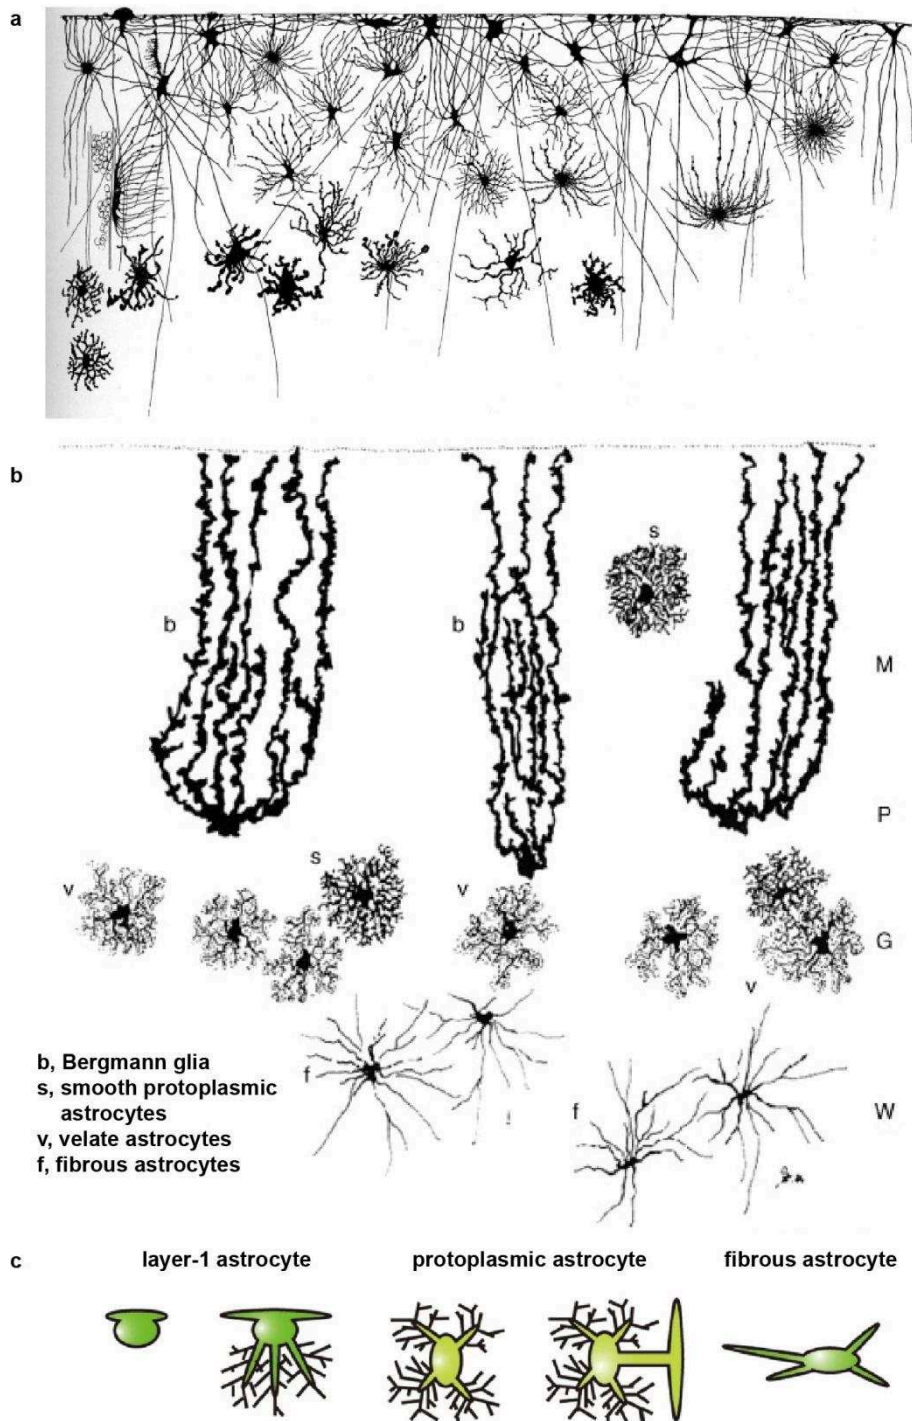 a
b
s
b
b
M
P
s
v
v
G
v
b, Bergmann glia
s, smooth protoplasmic
astrocytes
v, velate astrocytes
f, fibrous astrocytes
f
f
W
c
layer-1 astrocyte
protoplasmic astrocyte
fibrous astrocyte